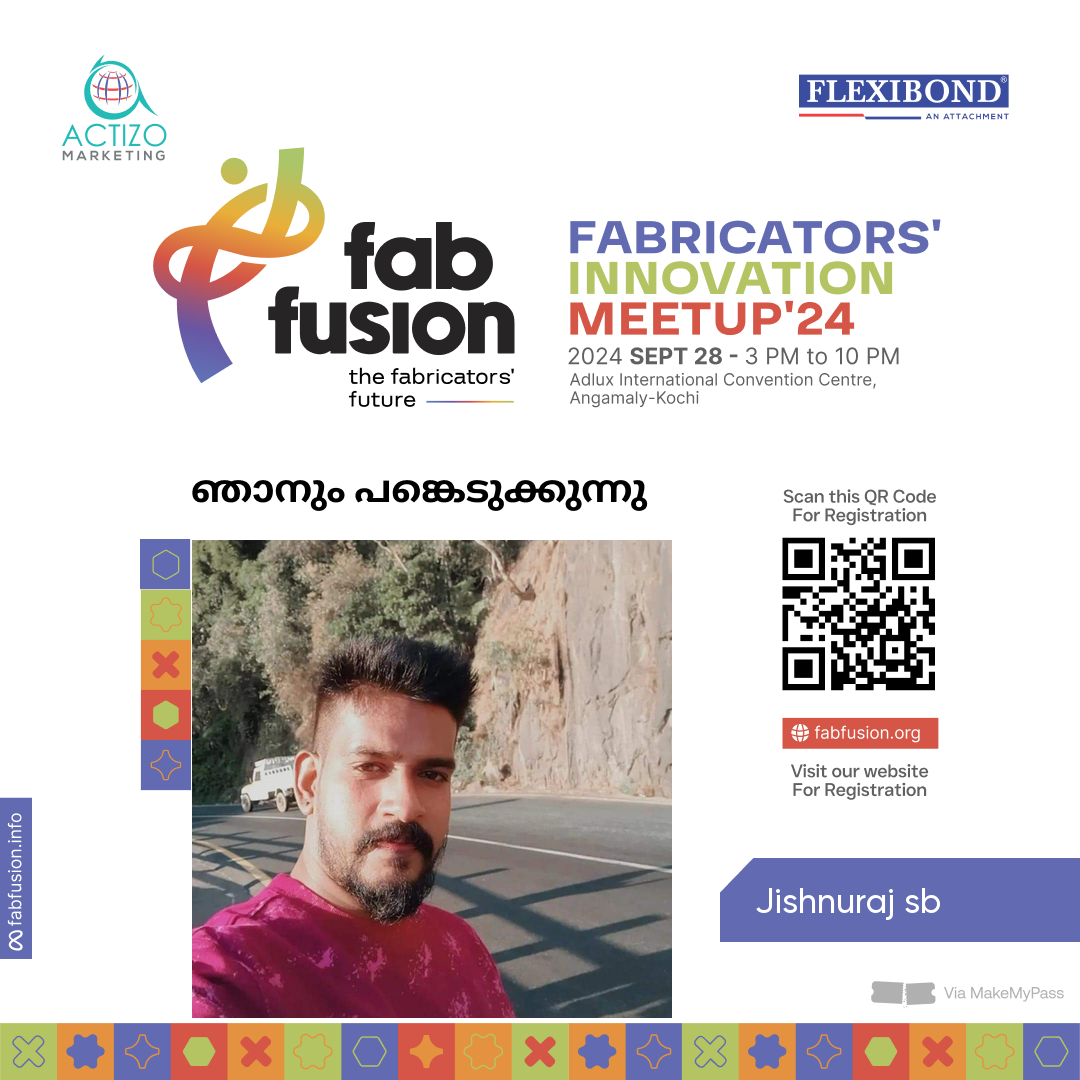 ACTIZO
MARKETING
FLEXIBOND®
AN ATTACHMENT
fab
fusion
the fabricators'
future
FABRICATORS'
INNOVATION
MEETUP'24
2024 SEPT 28 - 3 PM to 10 PM
Adlux International Convention Centre,
Angamaly-Kochi
ഞാനും പങ്കെടുക്കുന്നു
Scan this QR Code
For Registration
fabfusion.org
Visit our website
For Registration
fabfusion.info
Jishnuraj sb
Via MakeMyPass